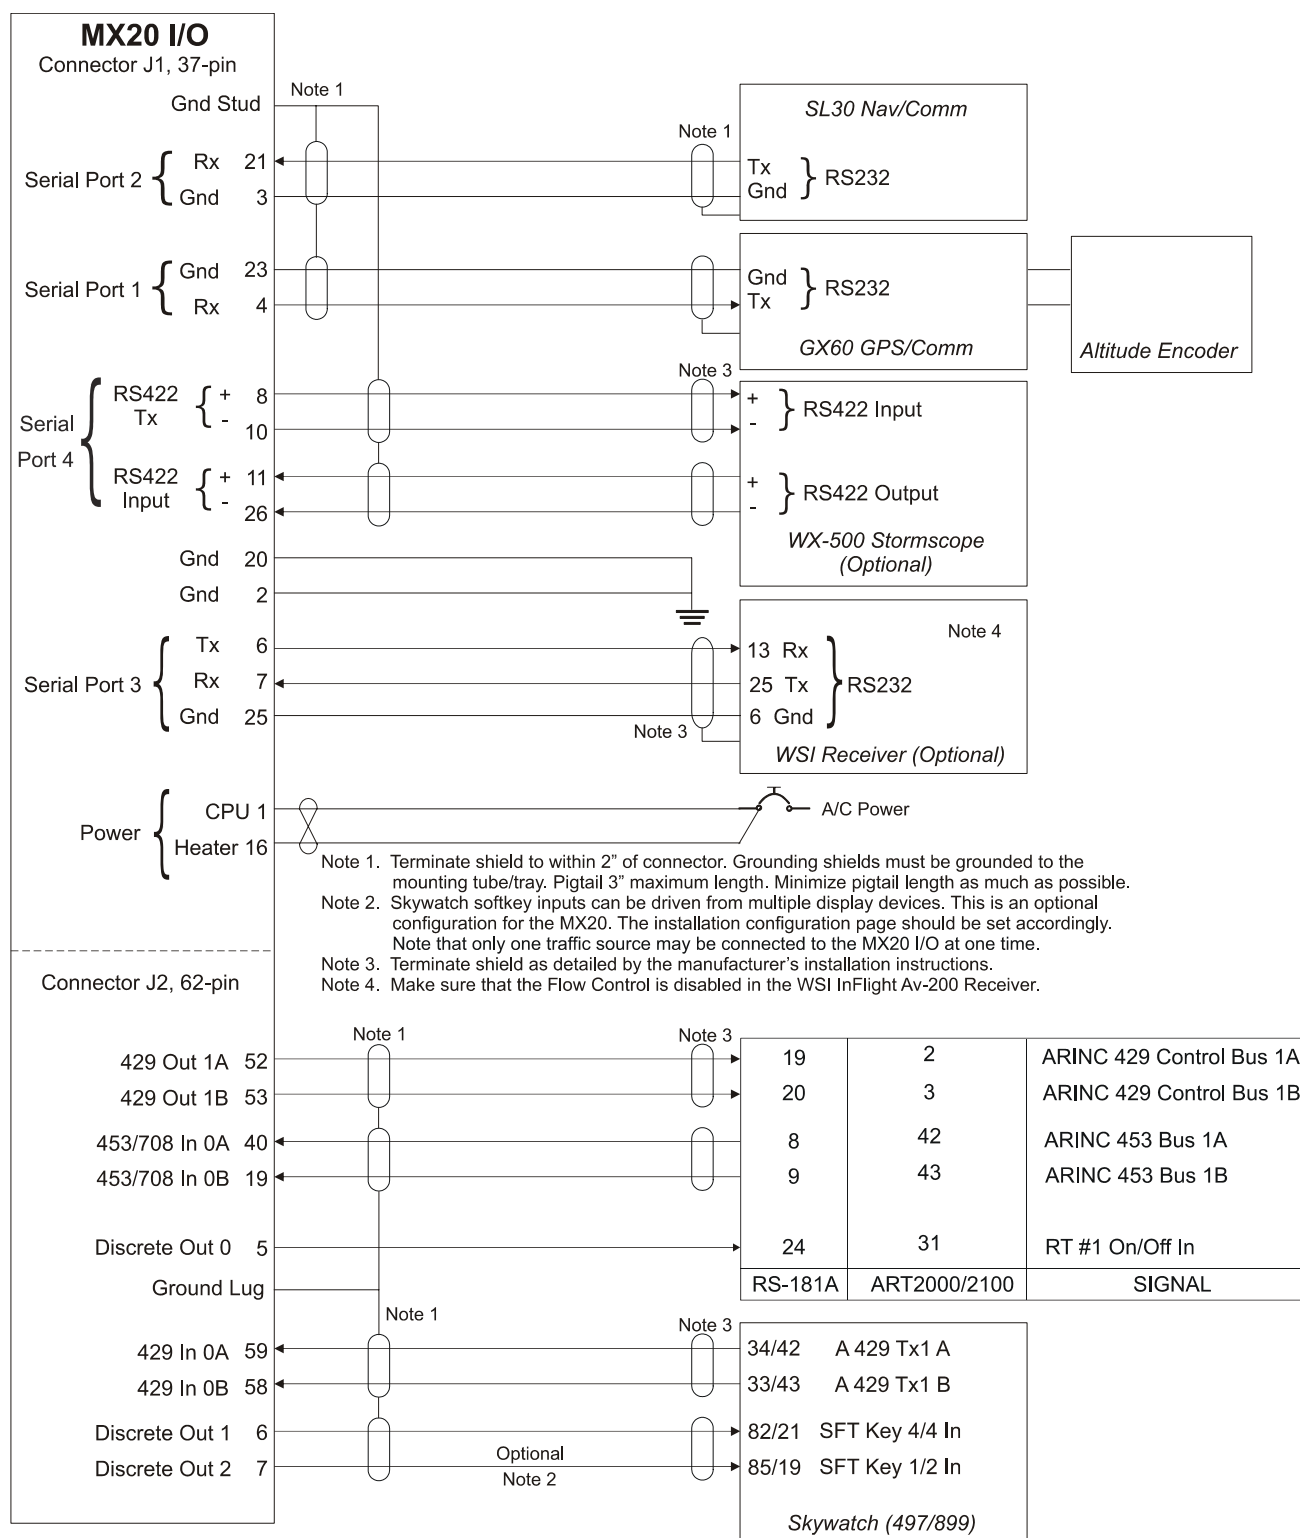 MX20 I/O
Connector J1, 37-pin
Gnd Stud
Note 1
SL30 Nav/Comm
Note 1
Serial Port 2 { Rx 21
Gnd 3
Tx
Gnd } RS232
Serial Port 1 { Gnd 23
Rx 4
Gnd
Tx } RS232
GX60 GPS/Comm
Altitude Encoder
Note 3
Serial
Port 4
RS422
Tx { + 8
- 10
+
- } RS422 Input
RS422
Input { + 11
- 26
+
- } RS422 Output
WX-500 Stormscope
(Optional)
Gnd 20
Gnd 2
Note 4
Serial Port 3 { Tx 6
Rx 7
Gnd 25
13 Rx
25 Tx
6 Gnd } RS232
Note 3
WSI Receiver (Optional)
Power { CPU 1
Heater 16
A/C Power
Note 1. Terminate shield to within 2” of connector. Grounding shields must be grounded to the
mounting tube/tray. Pigtail 3” maximum length. Minimize pigtail length as much as possible.
Note 2. Skywatch softkey inputs can be driven from multiple display devices. This is an optional
configuration for the MX20. The installation configuration page should be set accordingly.
Note that only one traffic source may be connected to the MX20 I/O at one time.
Note 3. Terminate shield as detailed by the manufacturer’s installation instructions.
Note 4. Make sure that the Flow Control is disabled in the WSI InFlight Av-200 Receiver.
Connector J2, 62-pin
Note 1
Note 3
429 Out 1A 52
19 2 ARINC 429 Control Bus 1A
429 Out 1B 53
20 3 ARINC 429 Control Bus 1B
453/708 In 0A 40
8 42 ARINC 453 Bus 1A
453/708 In 0B 19
9 43 ARINC 453 Bus 1B
Discrete Out 0 5
24 31 RT #1 On/Off In
Ground Lug
RS-181A ART2000/2100 SIGNAL
Note 1
Note 3
429 In 0A 59
34/42 A 429 Tx1 A
429 In 0B 58
33/43 A 429 Tx1 B
Discrete Out 1 6
82/21 SFT Key 4/4 In
Discrete Out 2 7
Optional
Note 2
85/19 SFT Key 1/2 In
Skywatch (497/899)